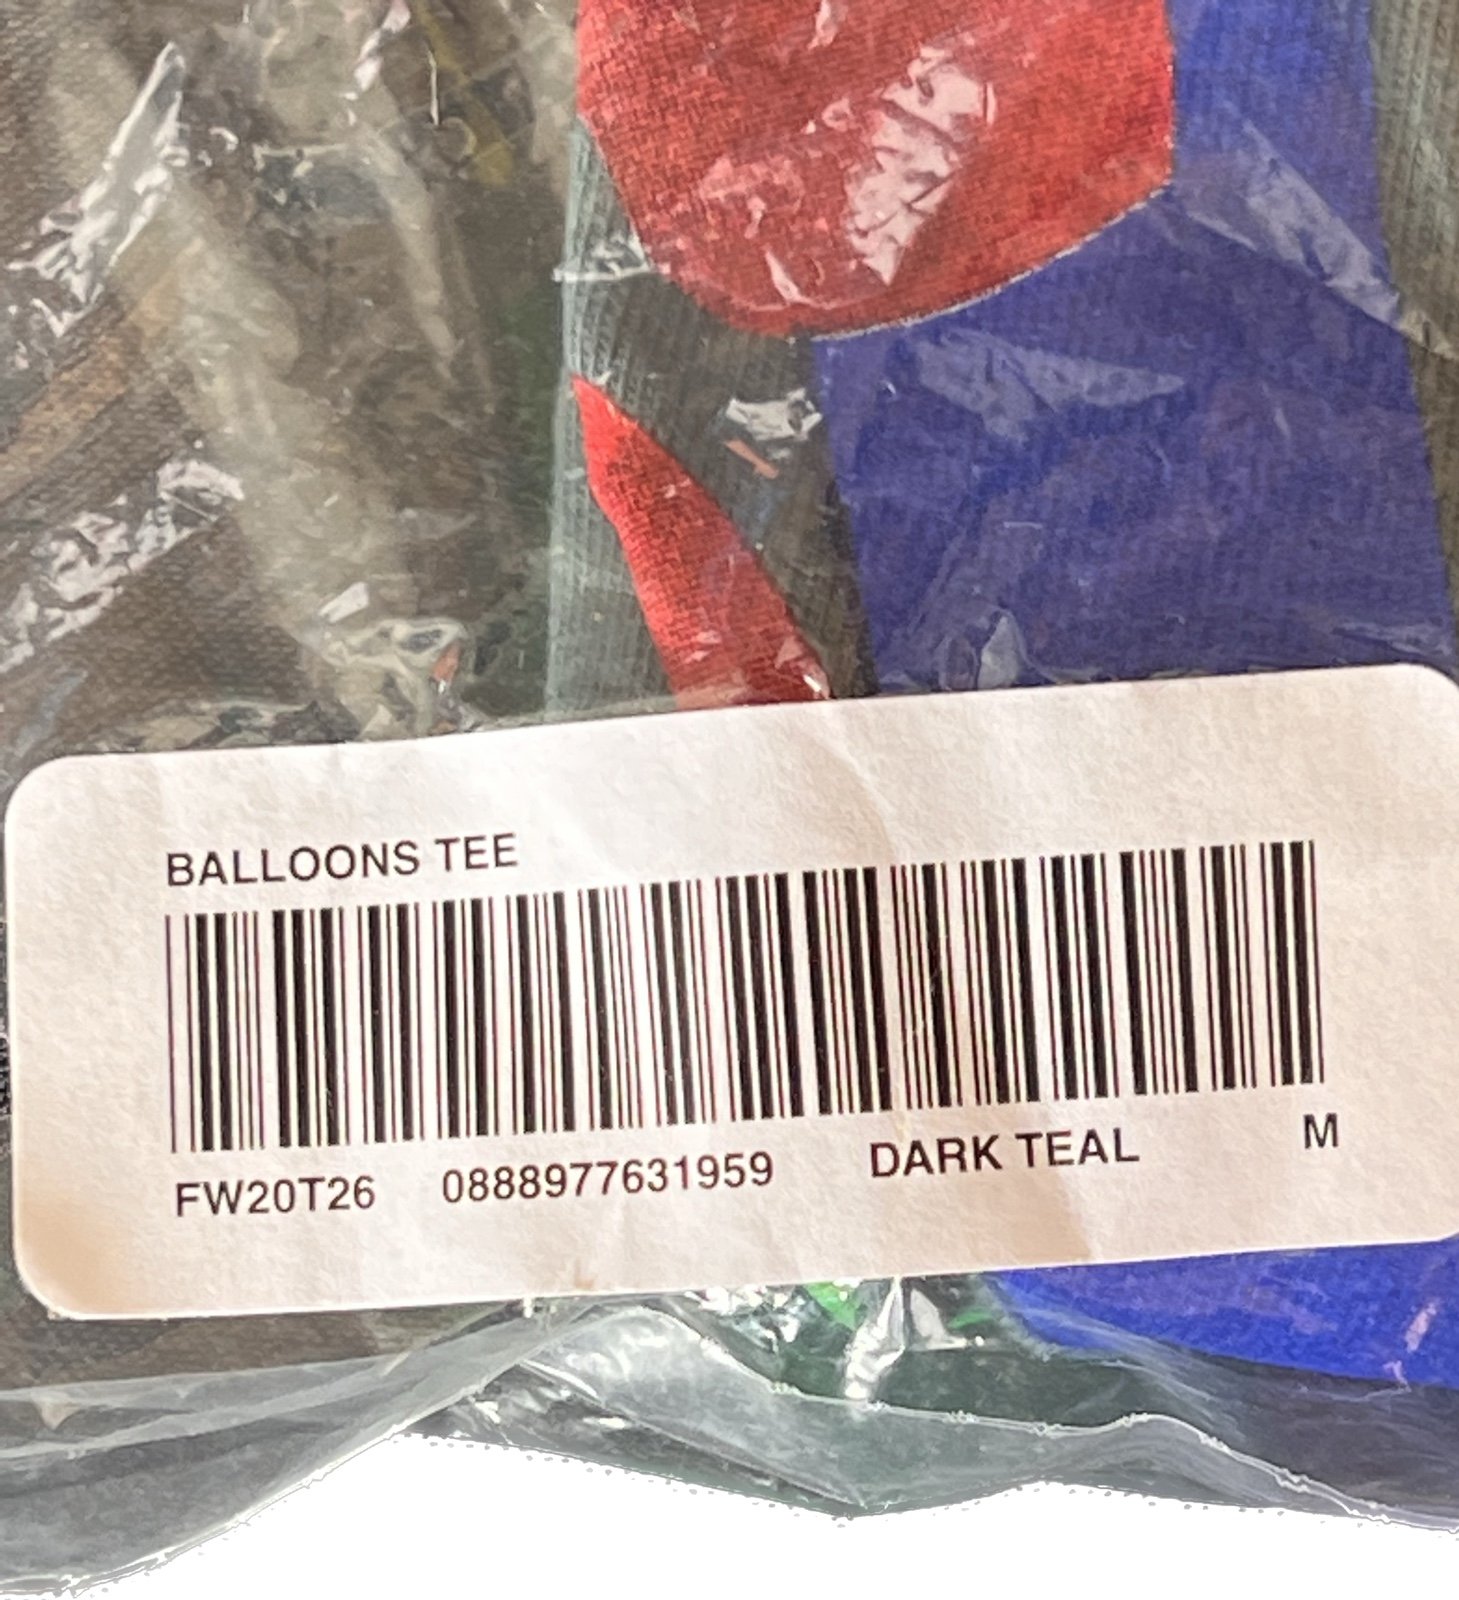 BALLOONS TEE
FW20T26 0888977631959 DARK TEAL M